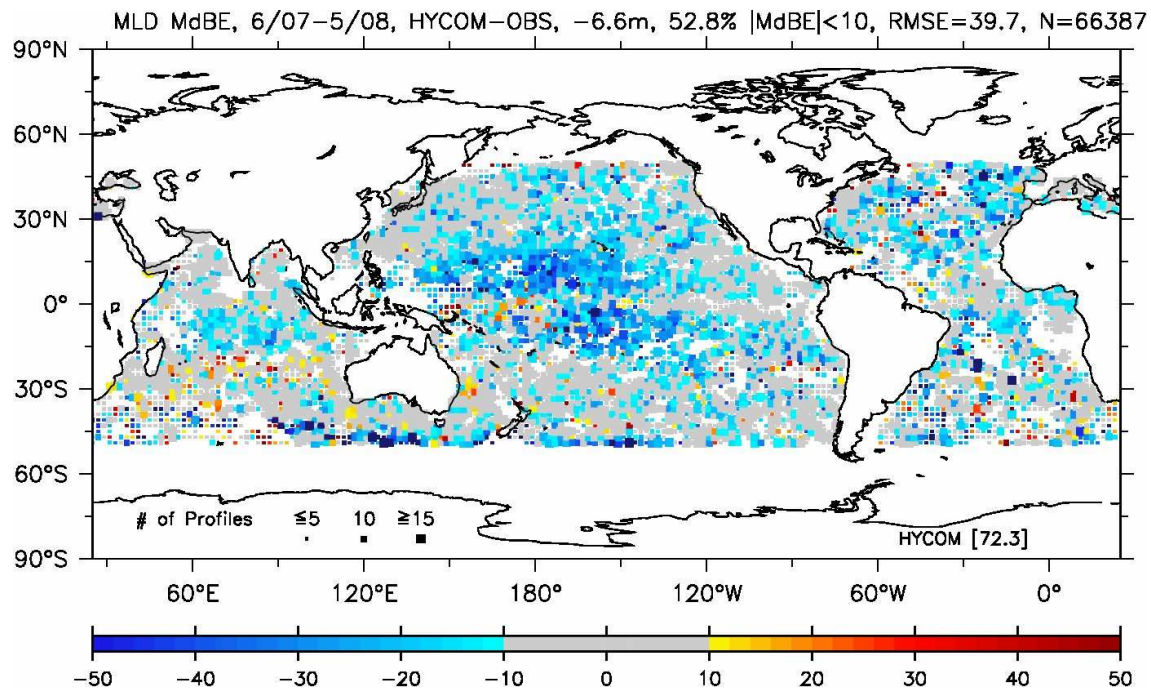 MLD MdBE, 6/07−5/08, HYCOM−OBS, −6.6m, 52.8% |MdBE|<10, RMSE=39.7, N=66387
90°N
60°N
30°N
0°
30°S
60°S
90°S
# of Profiles ≦5 10 ≧15
HYCOM [72.3]
60°E 120°E 180° 120°W 60°W 0°
−50 −40 −30 −20 −10 0 10 20 30 40 50